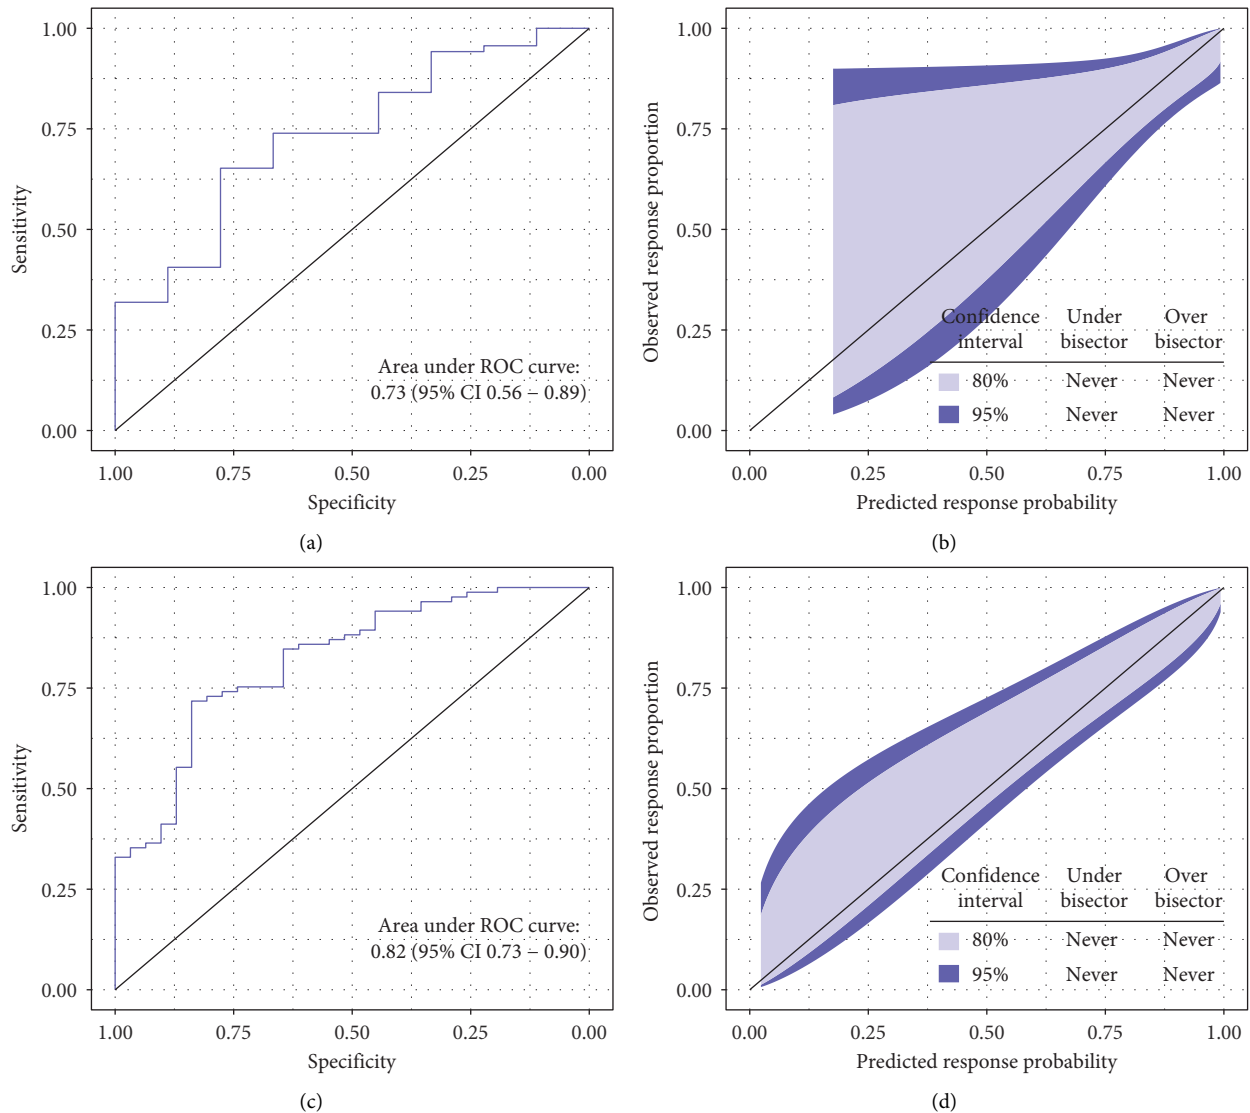 1.00
0.75
0.50
0.25
0.00
Sensitivity
Area under ROC curve:
0.73 (95% CI 0.56 – 0.89)
1.00 0.75 0.50 0.25 0.00
Specificity
(a)
1.00
0.75
0.50
0.25
0.00
Observed response proportion
Confidence interval Under bisector Over bisector
80% Never Never
95% Never Never
0.00 0.25 0.50 0.75 1.00
Predicted response probability
(b)
1.00
0.75
0.50
0.25
0.00
Sensitivity
Area under ROC curve:
0.82 (95% CI 0.73 – 0.90)
1.00 0.75 0.50 0.25 0.00
Specificity
(c)
1.00
0.75
0.50
0.25
0.00
Observed response proportion
Confidence interval Under bisector Over bisector
80% Never Never
95% Never Never
0.00 0.25 0.50 0.75 1.00
Predicted response probability
(d)